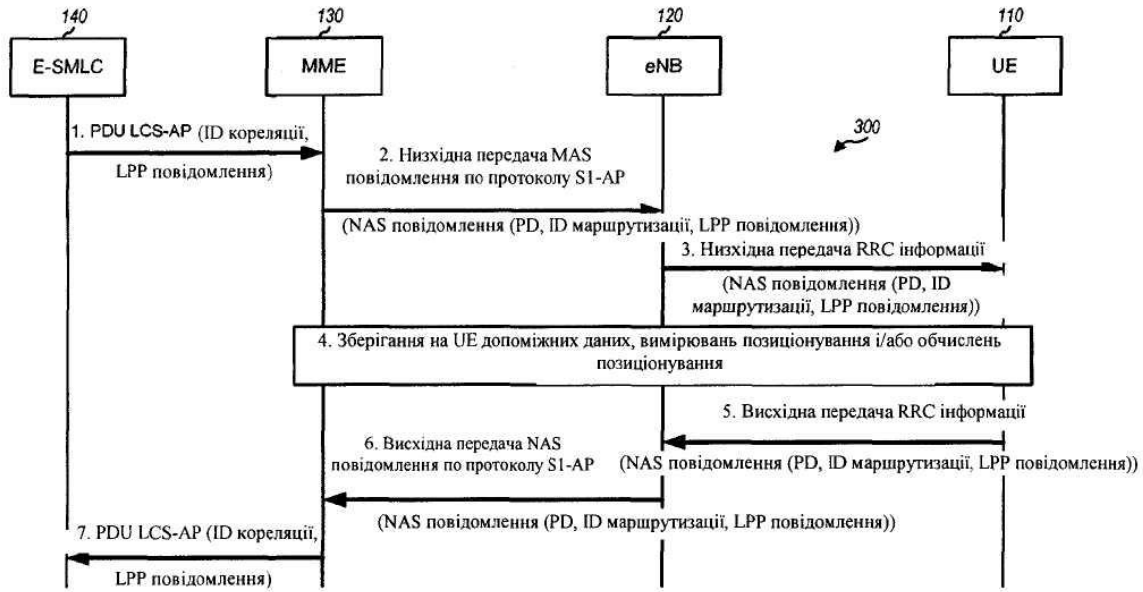 140
130
120
110
E-SMLC
MME
eNB
UE
300
1. PDU LCS-AP (ID кореляції,
LPP повідомлення)
2. Низхідна передача MAS
повідомлення по протоколу S1-AP
(NAS повідомлення (PD, ID маршрутизації, LPP повідомлення))
3. Низхідна передача RRC інформації
(NAS повідомлення (PD, ID
маршрутизації, LPP повідомлення))
4. Зберігання на UE допоміжних даних, вимірювань позиціонування і/або обчислень
позиціонування
5. Висхідна передача RRC інформації
(NAS повідомлення (PD, ID маршрутизації, LPP повідомлення))
6. Висхідна передача NAS
повідомлення по протоколу S1-AP
(NAS повідомлення (PD, ID маршрутизації, LPP повідомлення))
7. PDU LCS-AP (ID кореляції,
LPP повідомлення)